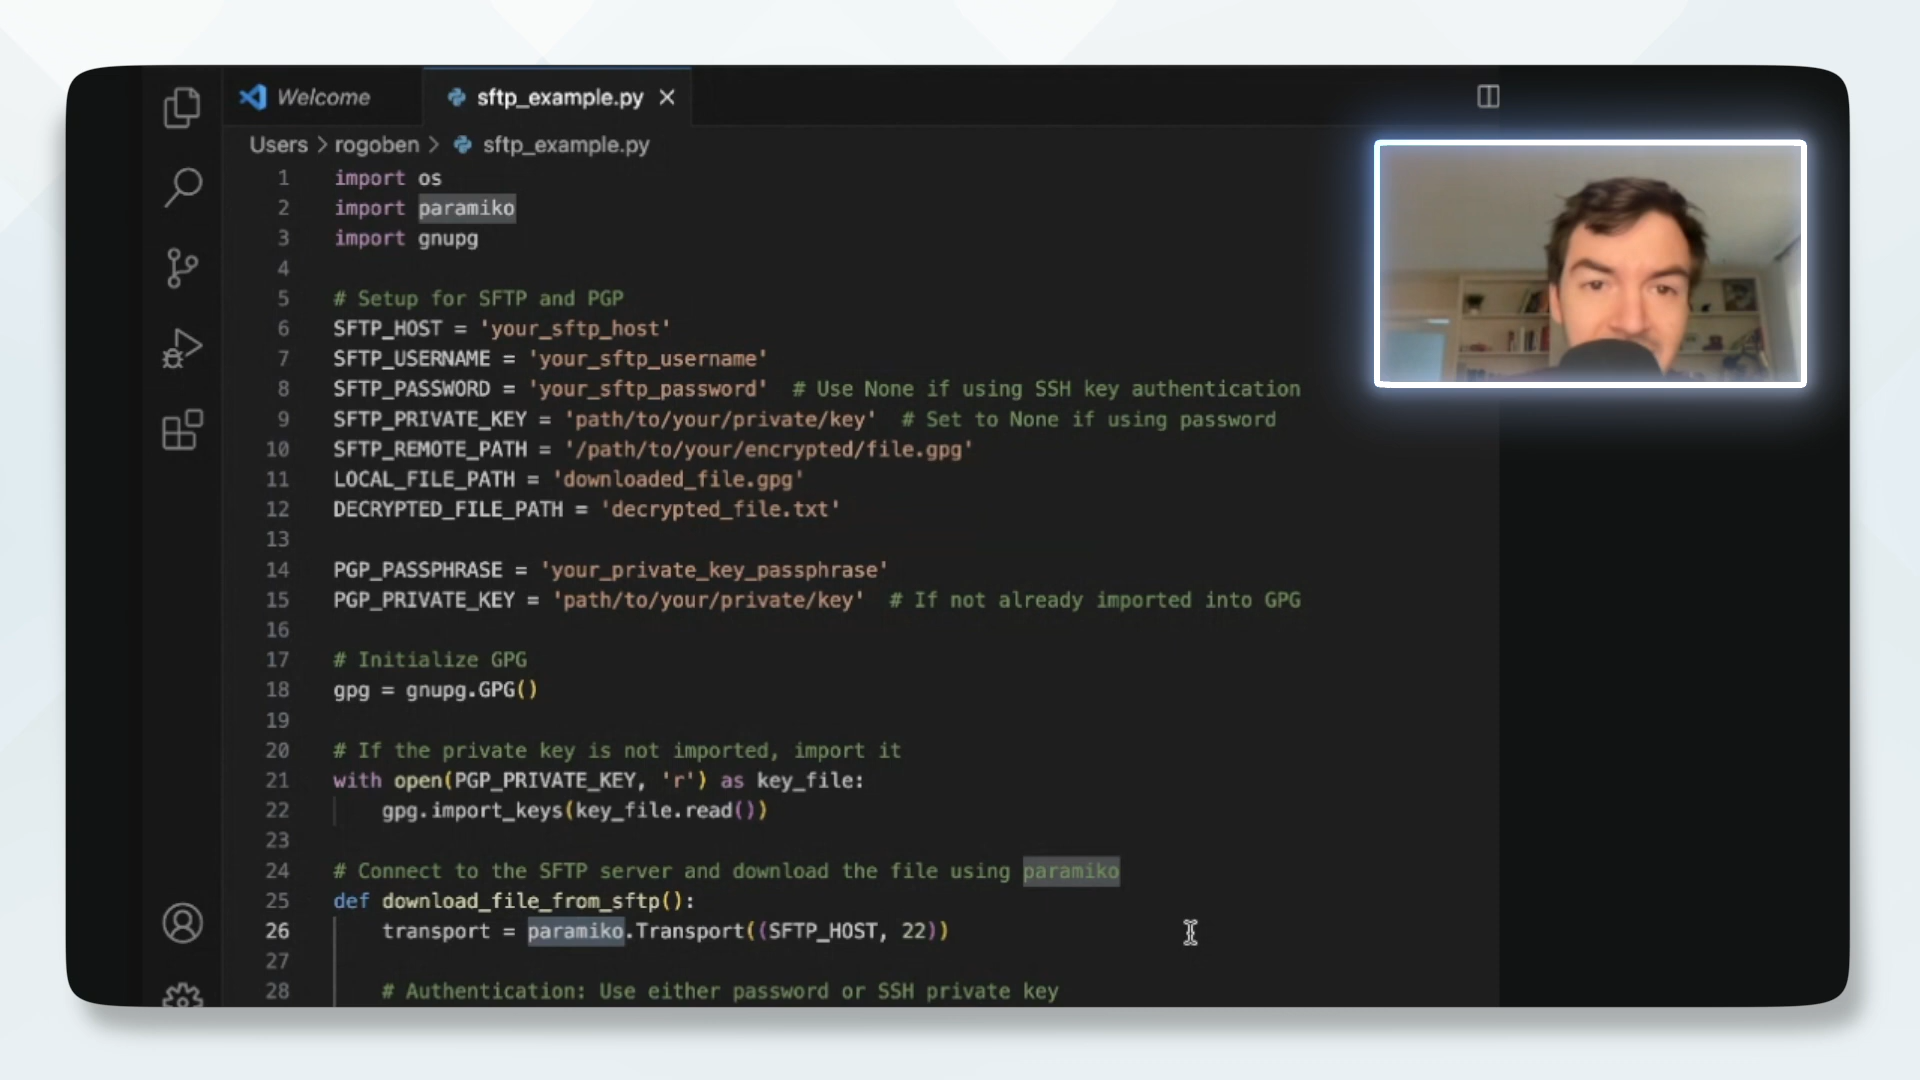 Welcome
sftp_example.py
Users > rogoben > sftp_example.py
1 import os
2 import paramiko
3 import gnupg
4
5 # Setup for SFTP and PGP
6 SFTP_HOST = 'your_sftp_host'
7 SFTP_USERNAME = 'your_sftp_username'
8 SFTP_PASSWORD = 'your_sftp_password'  # Use None if using SSH key authentication
9 SFTP_PRIVATE_KEY = 'path/to/your/private/key'  # Set to None if using password
10 SFTP_REMOTE_PATH = '/path/to/your/encrypted/file.gpg'
11 LOCAL_FILE_PATH = 'downloaded_file.gpg'
12 DECRYPTED_FILE_PATH = 'decrypted_file.txt'
13
14 PGP_PASSPHRASE = 'your_private_key_passphrase'
15 PGP_PRIVATE_KEY = 'path/to/your/private/key'  # If not already imported into GPG
16
17 # Initialize GPG
18 gpg = gnupg.GPG()
19
20 # If the private key is not imported, import it
21 with open(PGP_PRIVATE_KEY, 'r') as key_file:
22     gpg.import_keys(key_file.read())
23
24 # Connect to the SFTP server and download the file using paramiko
25 def download_file_from_sftp():
26     transport = paramiko.Transport((SFTP_HOST, 22))
27
28     # Authentication: Use either password or SSH private key